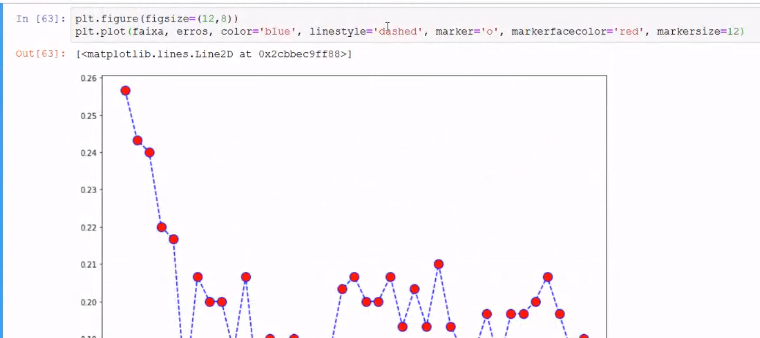 In [63]: plt.figure(figsize=(12,8))
plt.plot(faixa, erros, color='blue', linestyle='dashed', marker='o', markerfacecolor='red', markersize=12)
Out[63]: [<matplotlib.lines.Line2D at 0x2cbbec9ff88>]
0.26
0.25
0.24
0.23
0.22
0.21
0.20